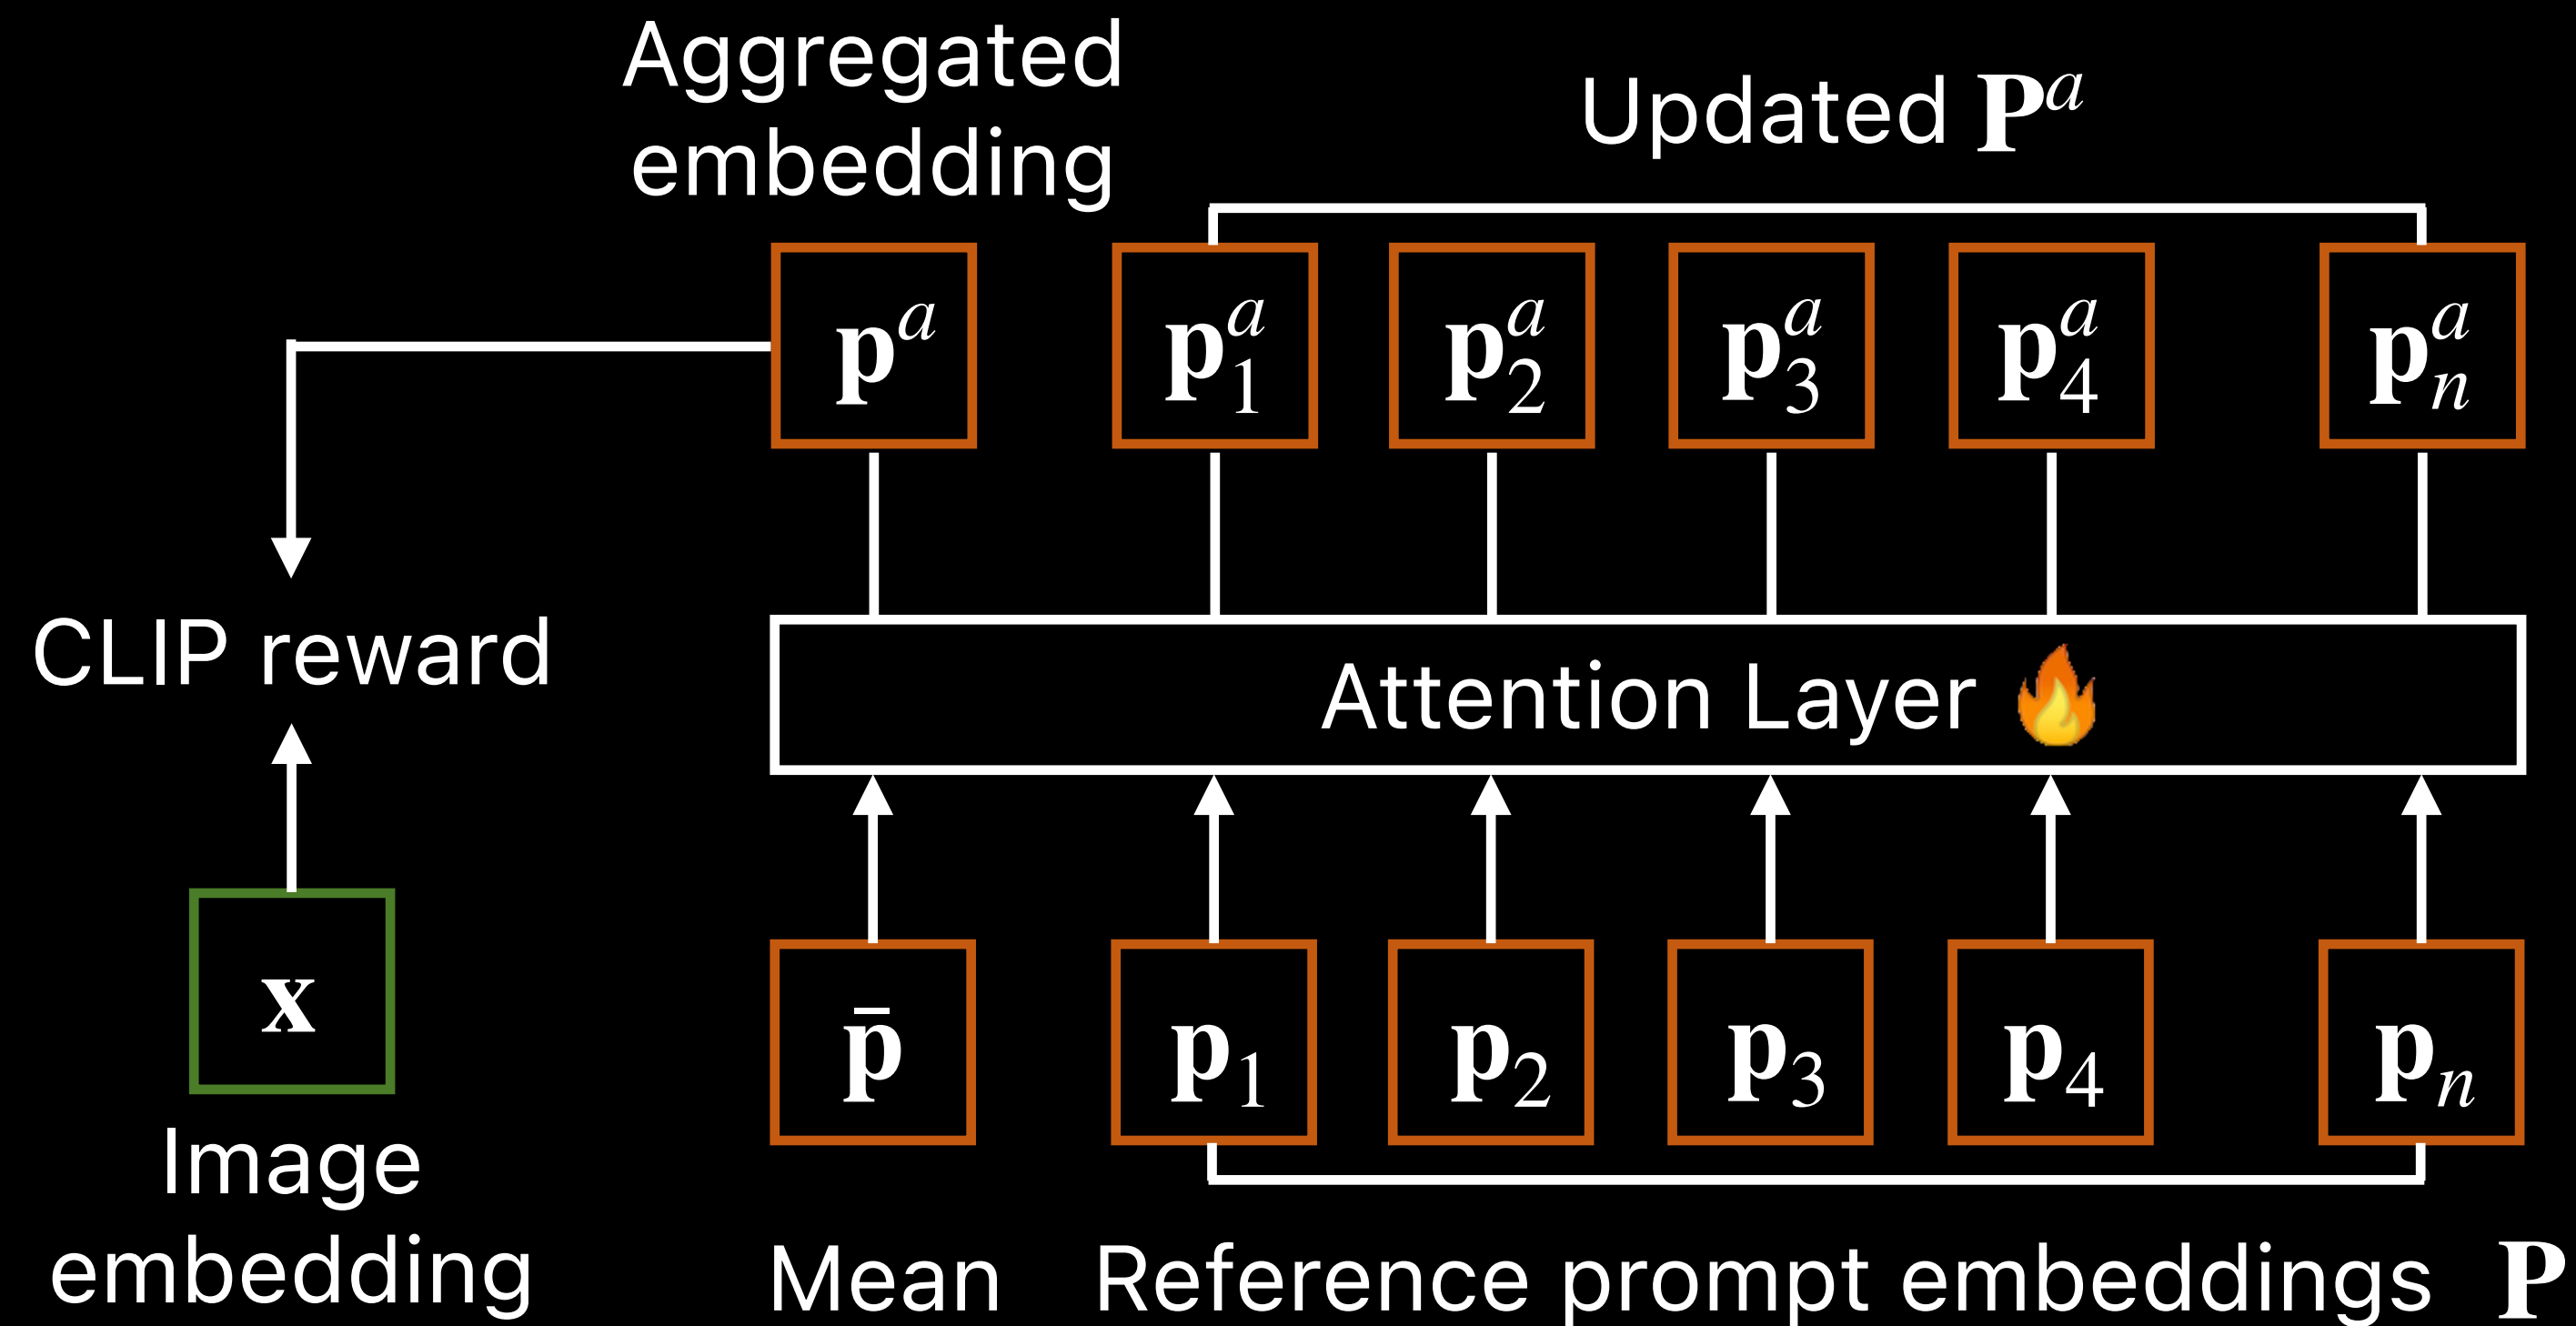 Aggregated
embedding
Updated 𝐏ᵃ
𝐩ᵃ
𝐩₁ᵃ
𝐩₂ᵃ
𝐩₃ᵃ
𝐩₄ᵃ
𝐩ₙᵃ
CLIP reward
Attention Layer 🔥
𝐱
𝐩̄
𝐩₁
𝐩₂
𝐩₃
𝐩₄
𝐩ₙ
Image
embedding
Mean
Reference prompt embeddings 𝐏